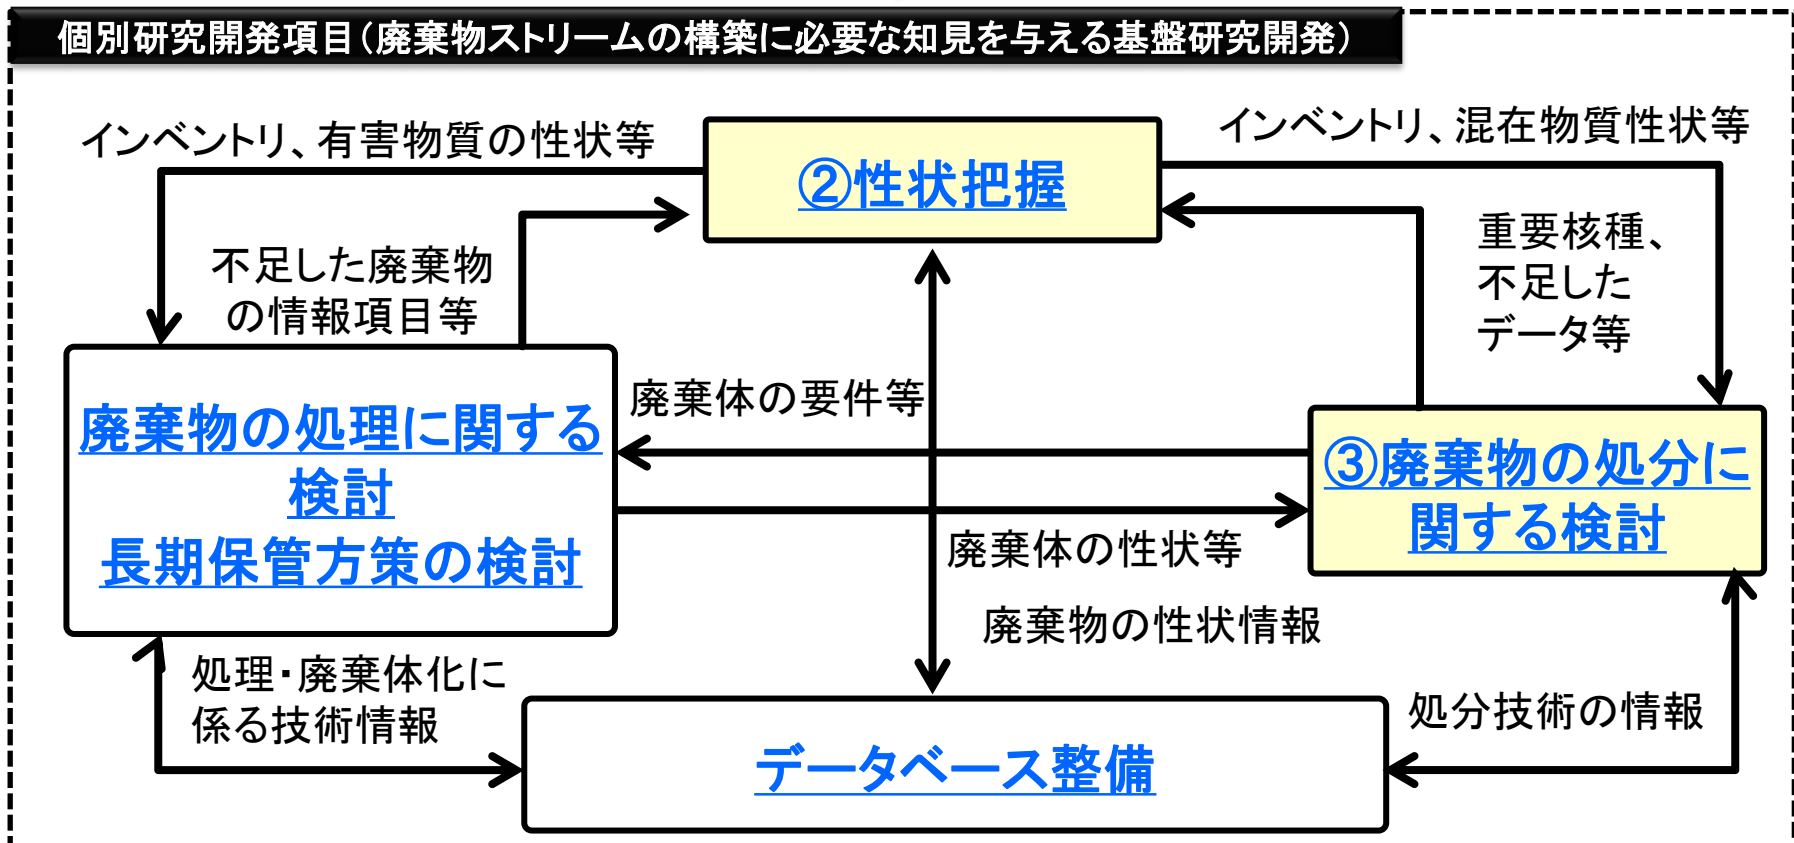 個別研究開発項目（廃棄物ストリームの構築に必要な知見を与える基盤研究開発）
インベントリ、有害物質の性状等
インベントリ、混在物質性状等
②性状把握
不足した廃棄物
の情報項目等
重要核種、
不足した
データ等
廃棄物の処理に関する
検討
長期保管方策の検討
廃棄体の要件等
③廃棄物の処分に
関する検討
廃棄体の性状等
廃棄物の性状情報
処理・廃棄体化に
係る技術情報
処分技術の情報
データベース整備